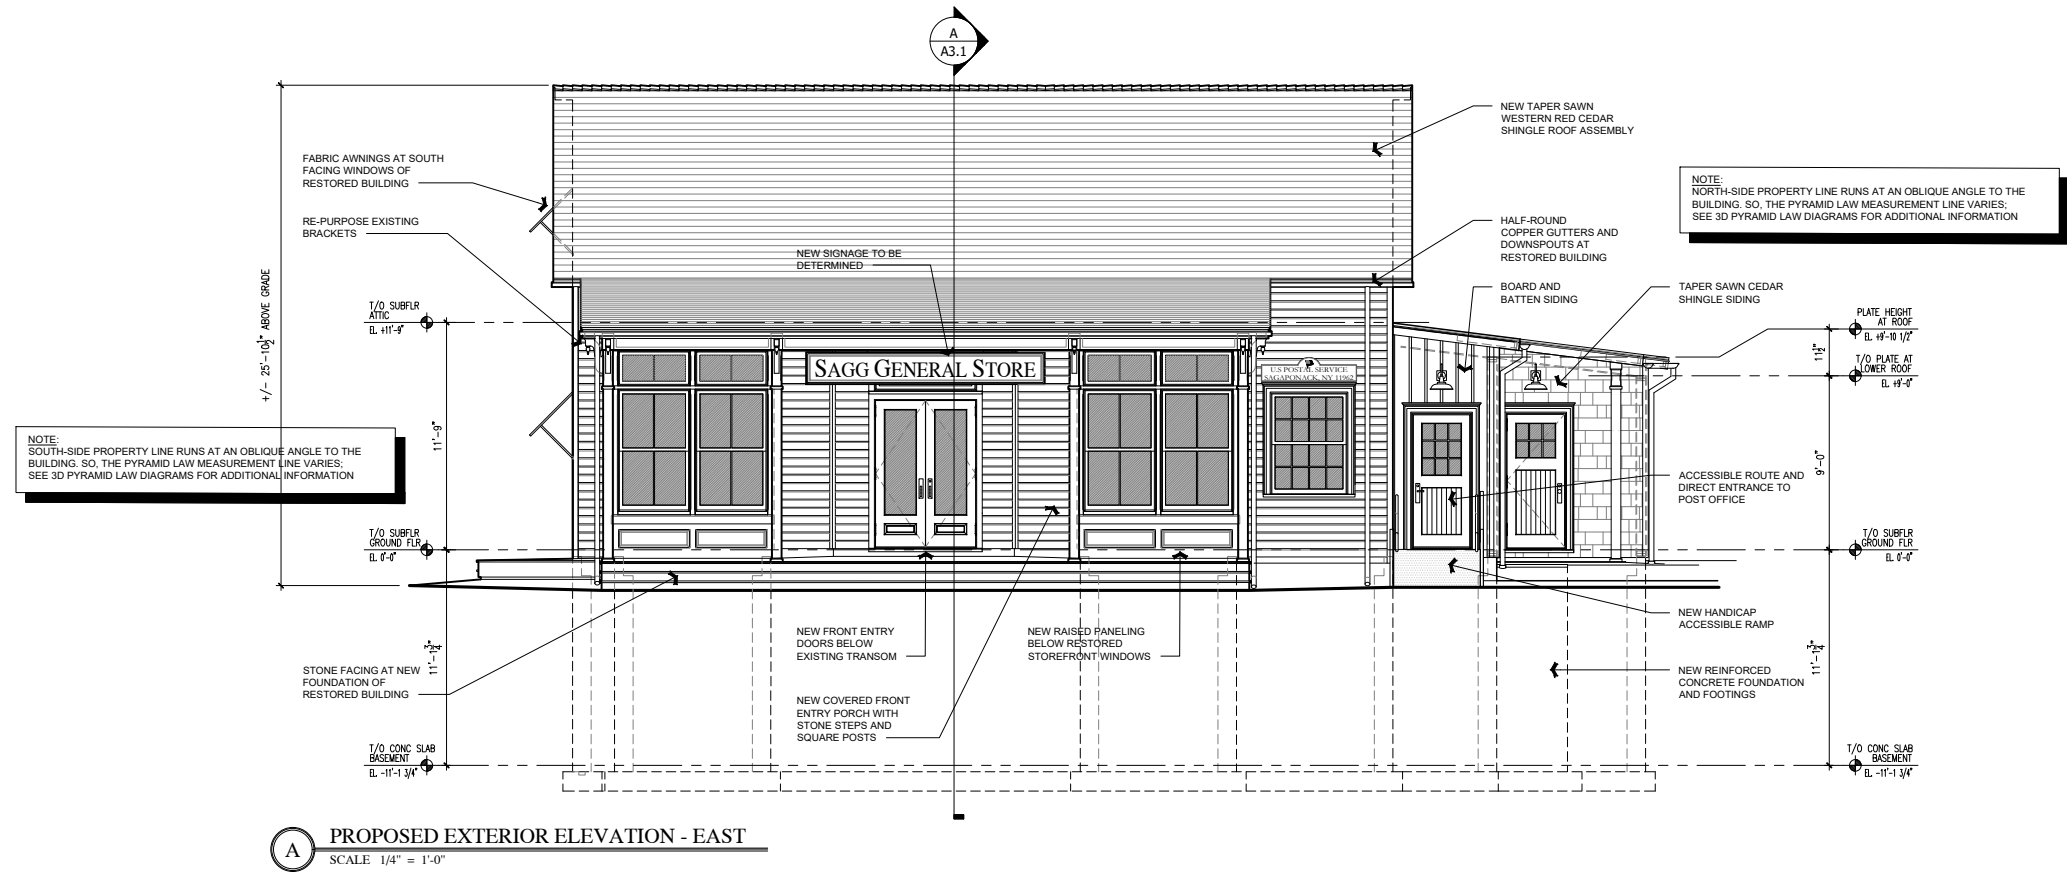 A
A3.1
NEW TAPER SAWN
WESTERN RED CEDAR
SHINGLE ROOF ASSEMBLY
FABRIC AWNINGS AT SOUTH
FACING WINDOWS OF
RESTORED BUILDING
NOTE:
NORTH-SIDE PROPERTY LINE RUNS AT AN OBLIQUE ANGLE TO THE
BUILDING. SO, THE PYRAMID LAW MEASUREMENT LINE VARIES;
SEE 3D PYRAMID LAW DIAGRAMS FOR ADDITIONAL INFORMATION
RE-PURPOSE EXISTING
BRACKETS
HALF-ROUND
COPPER GUTTERS AND
DOWNSPOUTS AT
RESTORED BUILDING
NEW SIGNAGE TO BE
DETERMINED
BOARD AND
BATTEN SIDING
TAPER SAWN CEDAR
SHINGLE SIDING
+/- 25'-10½" ABOVE GRADE
T/O SUBFLR
ATTIC
EL +11'-9"
PLATE HEIGHT
AT ROOF
EL +9'-10 1/2"
11½"
T/O PLATE AT
LOWER ROOF
EL +9'-0"
SAGG GENERAL STORE
U.S POSTAL SERVICE
SAGAPONACK, NY 11962
11'-9"
9'-0"
NOTE:
SOUTH-SIDE PROPERTY LINE RUNS AT AN OBLIQUE ANGLE TO THE
BUILDING. SO, THE PYRAMID LAW MEASUREMENT LINE VARIES;
SEE 3D PYRAMID LAW DIAGRAMS FOR ADDITIONAL INFORMATION
ACCESSIBLE ROUTE AND
DIRECT ENTRANCE TO
POST OFFICE
T/O SUBFLR
GROUND FLR
EL 0'-0"
T/O SUBFLR
GROUND FLR
EL 0'-0"
NEW HANDICAP
ACCESSIBLE RAMP
NEW FRONT ENTRY
DOORS BELOW
EXISTING TRANSOM
NEW RAISED PANELING
BELOW RESTORED
STOREFRONT WINDOWS
11'-1¾"
11'-1¾"
STONE FACING AT NEW
FOUNDATION OF
RESTORED BUILDING
NEW REINFORCED
CONCRETE FOUNDATION
AND FOOTINGS
NEW COVERED FRONT
ENTRY PORCH WITH
STONE STEPS AND
SQUARE POSTS
T/O CONC SLAB
BASEMENT
EL -11'-1 3/4"
T/O CONC SLAB
BASEMENT
EL -11'-1 3/4"
A
PROPOSED EXTERIOR ELEVATION - EAST
SCALE 1/4" = 1'-0"